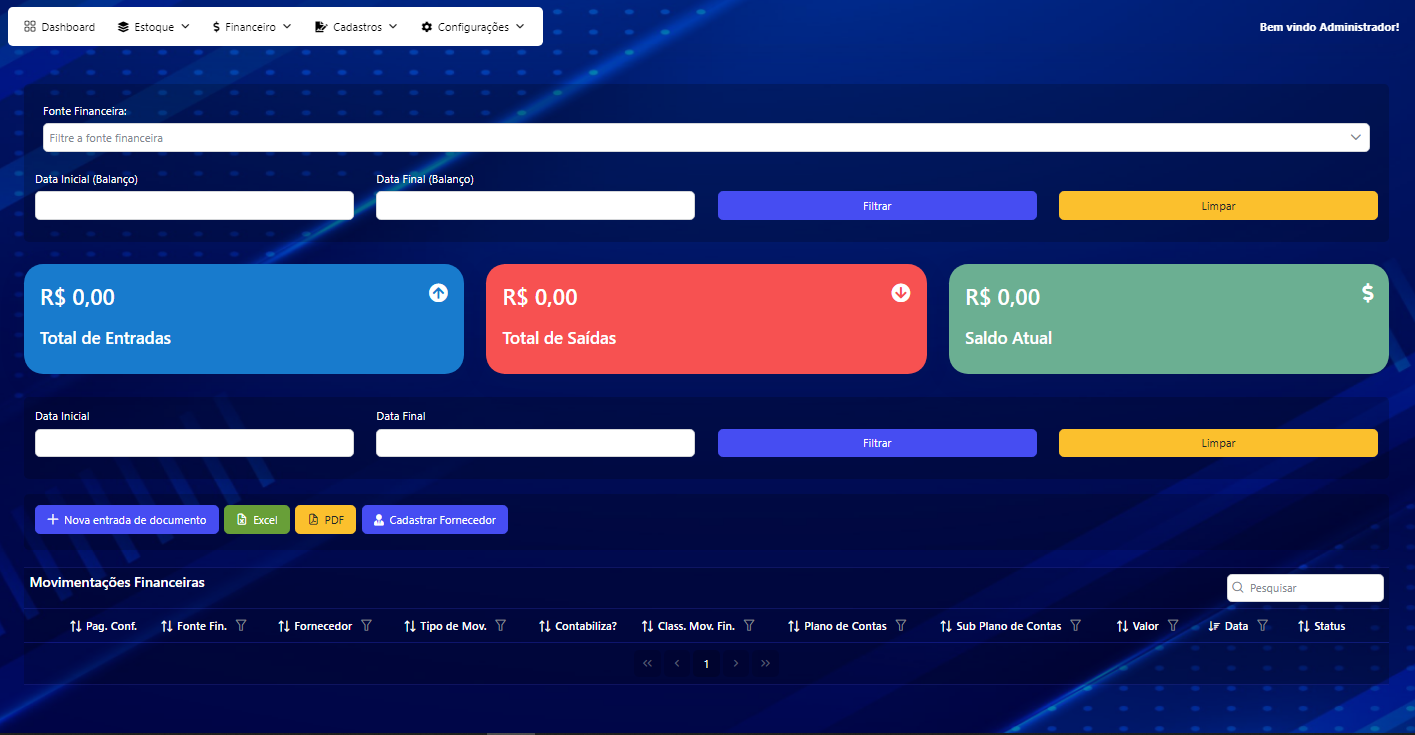 Dashboard Estoque Financeiro Cadastros Configurações Bem vindo Administrador!
Fonte Financeira:
Filtre a fonte financeira
Data Inicial (Balanço) Data Final (Balanço)
Filtrar Limpar
R$ 0,00 R$ 0,00 R$ 0,00
Total de Entradas Total de Saídas Saldo Atual
Data Inicial Data Final
Filtrar Limpar
Nova entrada de documento Excel PDF Cadastrar Fornecedor
Movimentações Financeiras Pesquisar
Pag. Conf. Fonte Fin. Fornecedor Tipo de Mov. Contabiliza? Class. Mov. Fin. Plano de Contas Sub Plano de Contas Valor Data Status
1